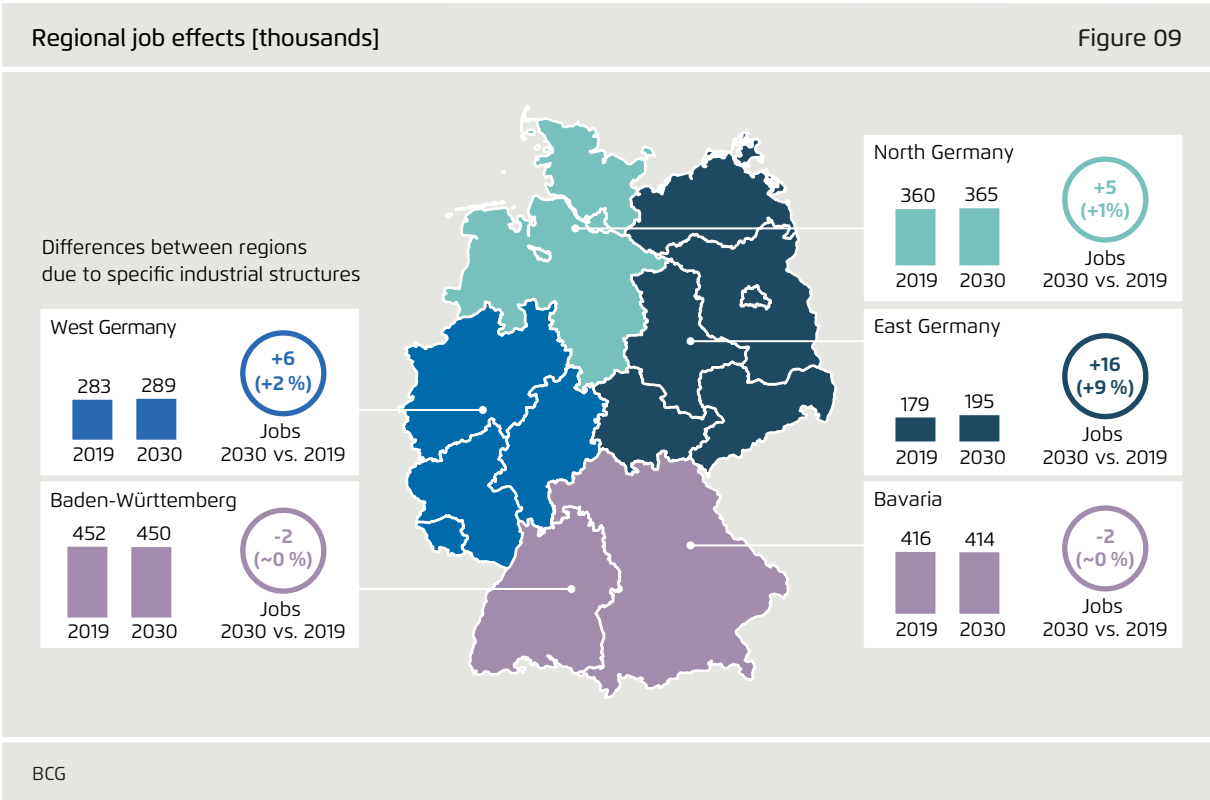 Regional job effects [thousands]
Figure 09
Differences between regions
due to specific industrial structures
West Germany
283
289
2019
2030
+6
(+2 %)
Jobs
2030 vs. 2019
Baden-Württemberg
452
450
2019
2030
-2
(~0 %)
Jobs
2030 vs. 2019
North Germany
360
365
2019
2030
+5
(+1%)
Jobs
2030 vs. 2019
East Germany
179
195
2019
2030
+16
(+9 %)
Jobs
2030 vs. 2019
Bavaria
416
414
2019
2030
-2
(~0 %)
Jobs
2030 vs. 2019
BCG